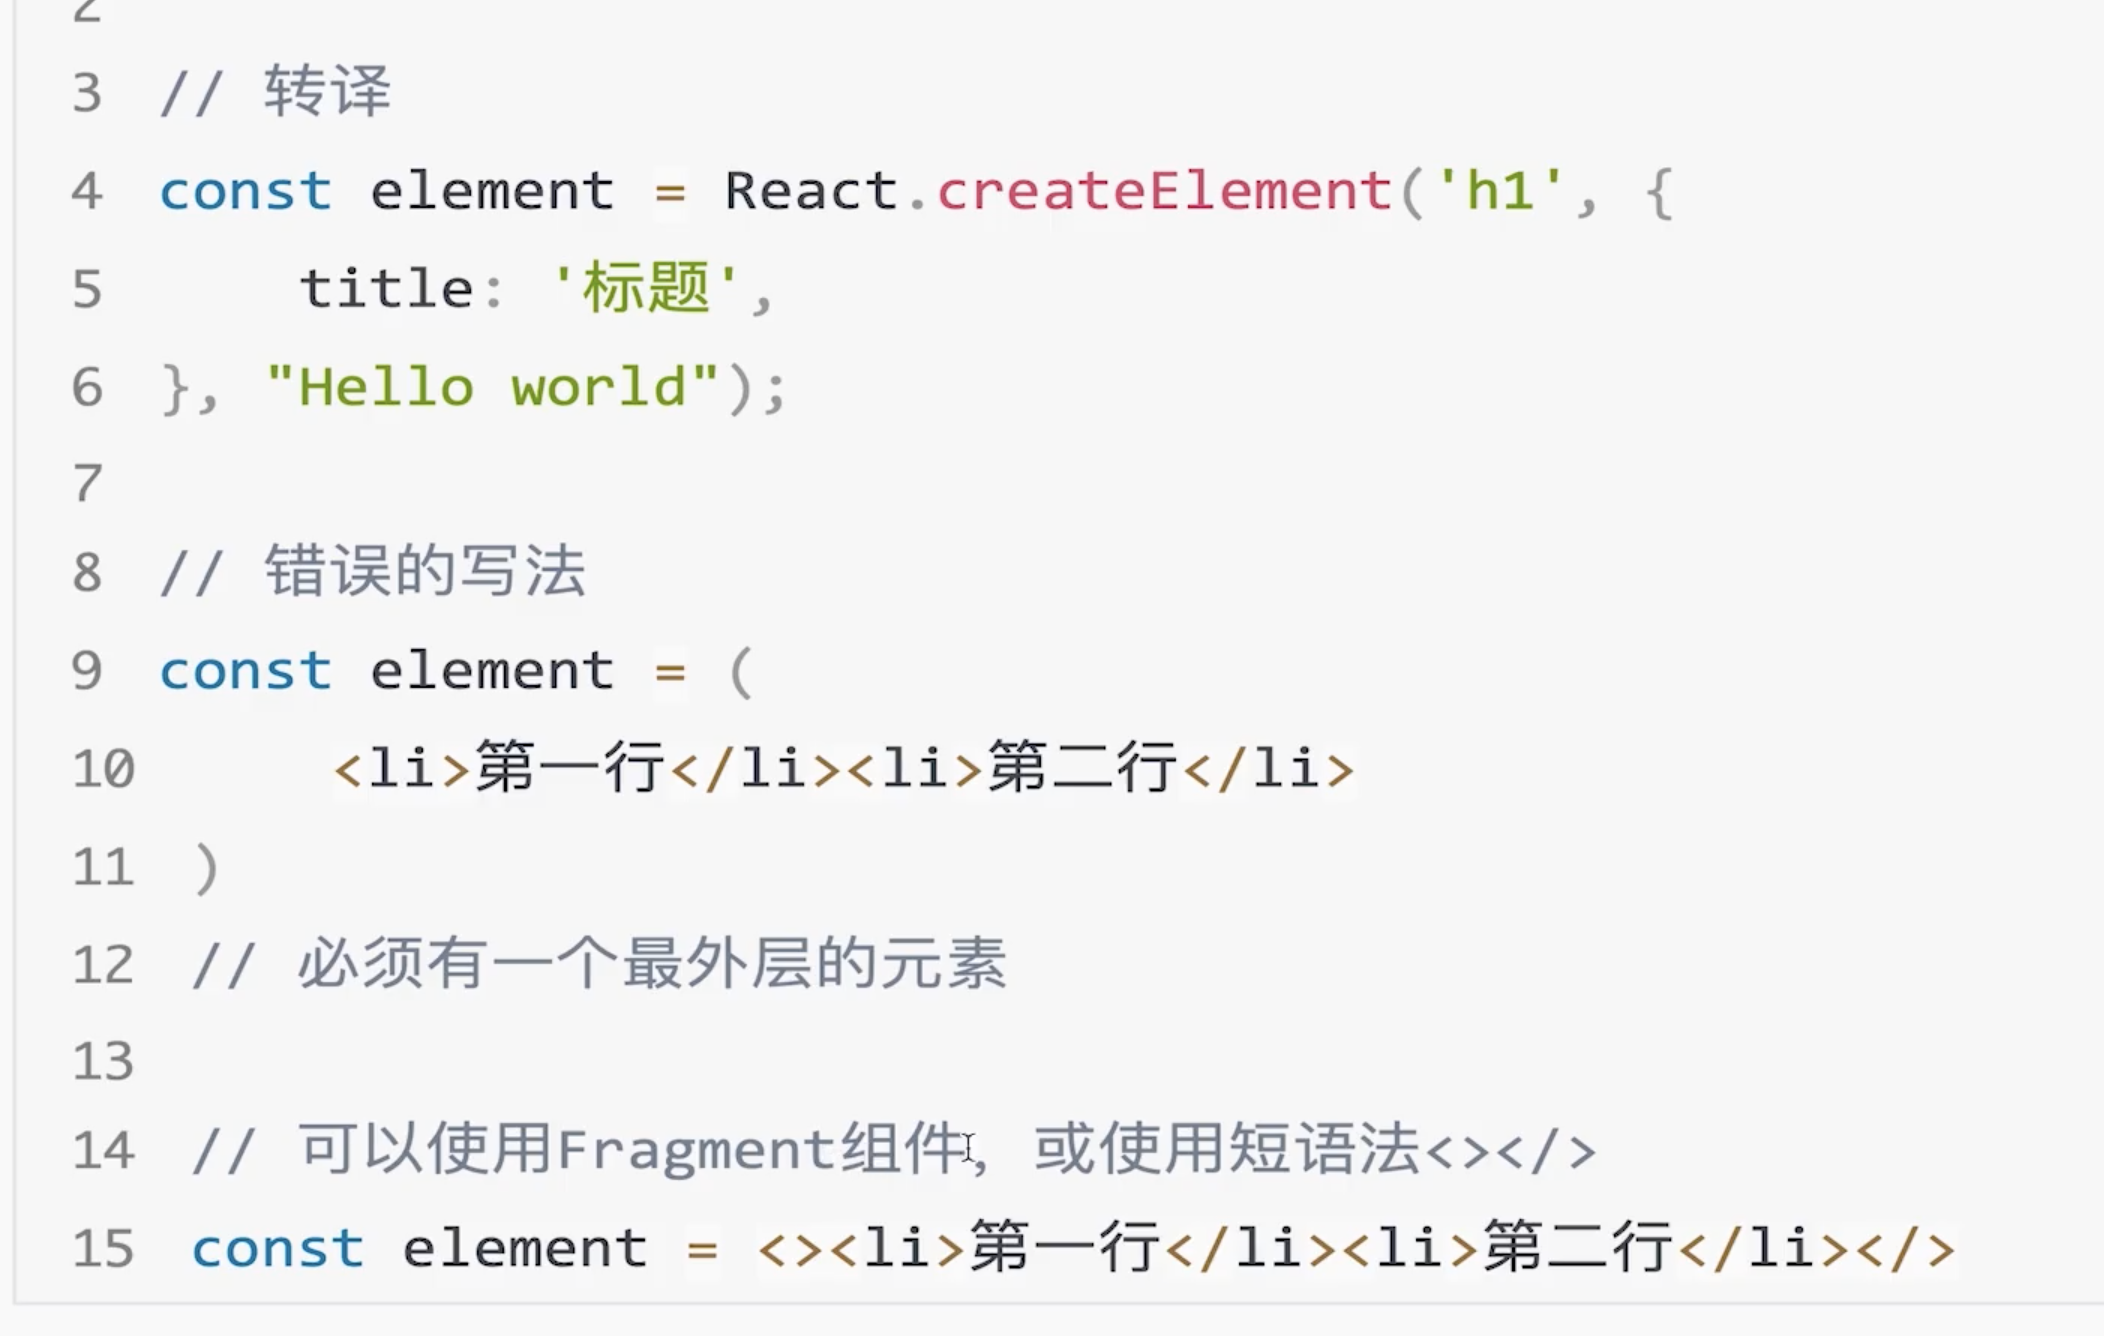 2
3 // 转译
4 const element = React.createElement('h1', {
5     title: '标题',
6 }, "Hello world");
7
8 // 错误的写法
9 const element = (
10     <li>第一行</li><li>第二行</li>
11 )
12 // 必须有一个最外层的元素
13
14 // 可以使用Fragment组件，或使用短语法<></>
15 const element = <><li>第一行</li><li>第二行</li></>